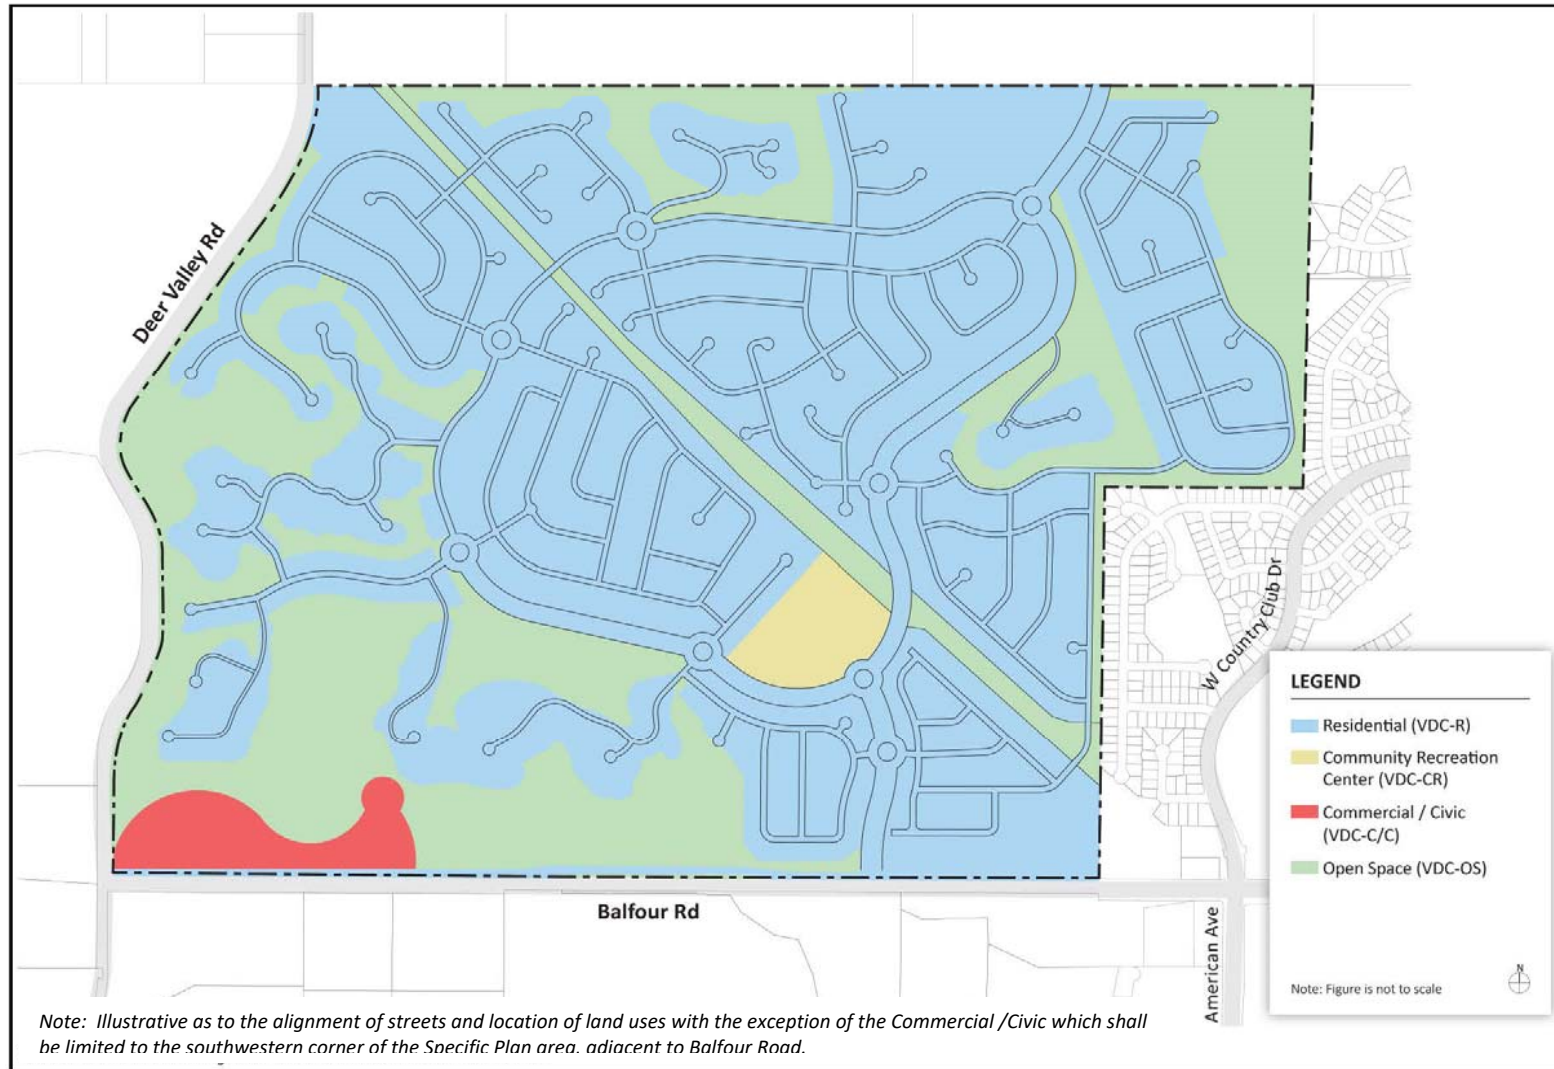 Deer Valley Rd
W Country Club Dr
LEGEND
Residential (VDC-R)
Community Recreation
Center (VDC-CR)
Commercial / Civic
(VDC-C/C)
Open Space (VDC-OS)
Balfour Rd
American Ave
Note: Figure is not to scale
N
Note: Illustrative as to the alignment of streets and location of land uses with the exception of the Commercial /Civic which shall
be limited to the southwestern corner of the Specific Plan area, adjacent to Balfour Road.